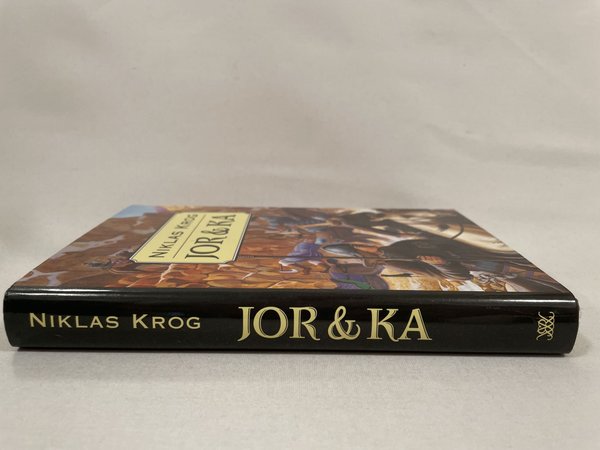 NIKLAS KROG
JOR & KA
NIKLAS KROG JOR & KA